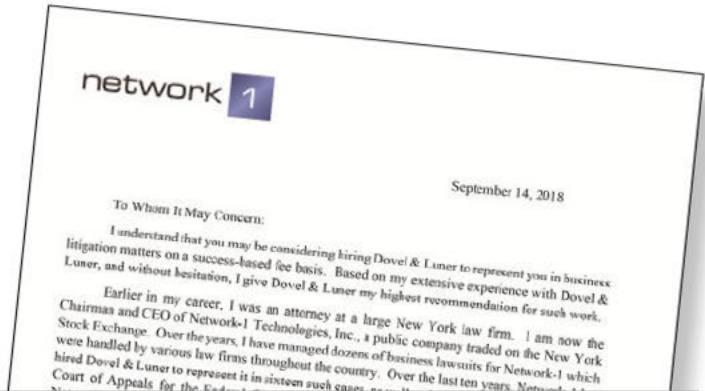 network 1
September 14, 2018
To Whom It May Concern:
I understand that you may be considering hiring Dovel & Luner to represent you in business
litigation matters on a success-based fee basis. Based on my extensive experience with Dovel &
Luner, and without hesitation, I give Dovel & Luner my highest recommendation for such work.
Earlier in my career, I was an attorney at a large New York law firm. I am now the
Chairman and CEO of Network-1 Technologies, Inc., a public company traded on the New York
Stock Exchange. Over the years, I have managed dozens of business lawsuits for Network-1 which
were handled by various law firms throughout the country. Over the last ten years,
hired Dovel & Luner to represent it in sixteen such cases,
Court of Appeals for the